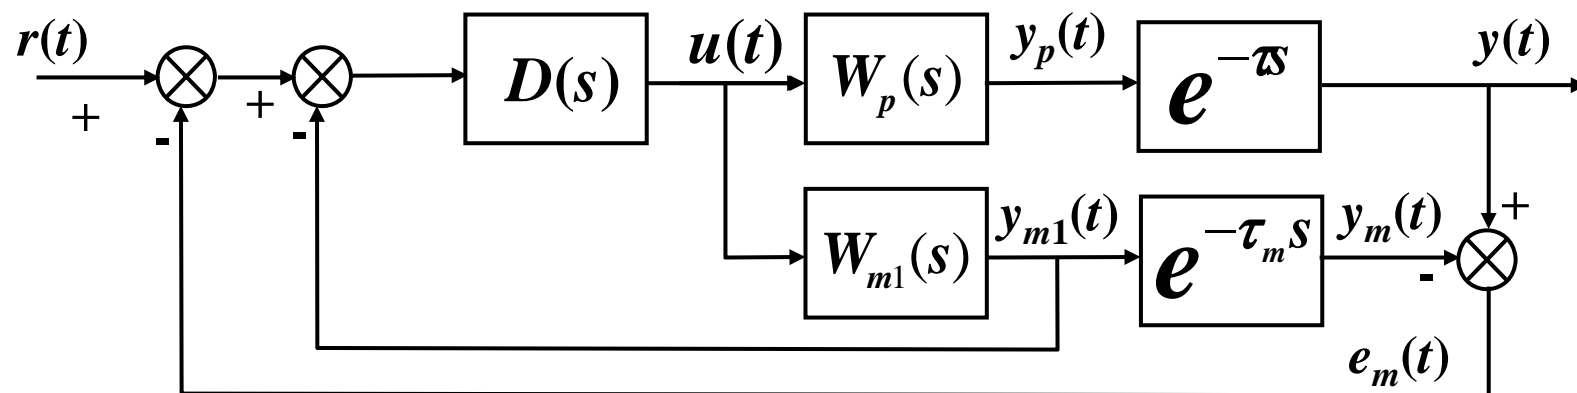 r(t)
+
-
+
-
D(s)
u(t)
W_p(s)
y_p(t)
e^{-τs}
y(t)
W_{m1}(s)
y_{m1}(t)
e^{-τ_m s}
y_m(t)
+
-
e_m(t)